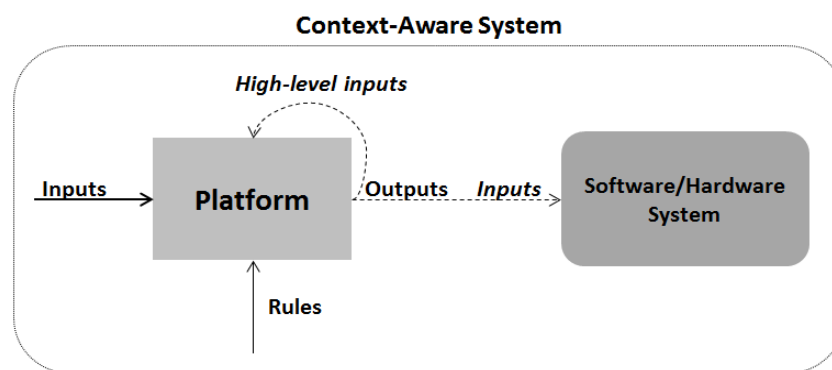 Context-Aware System
High-level inputs
Inputs
Platform
Outputs
Inputs
Software/Hardware
System
Rules